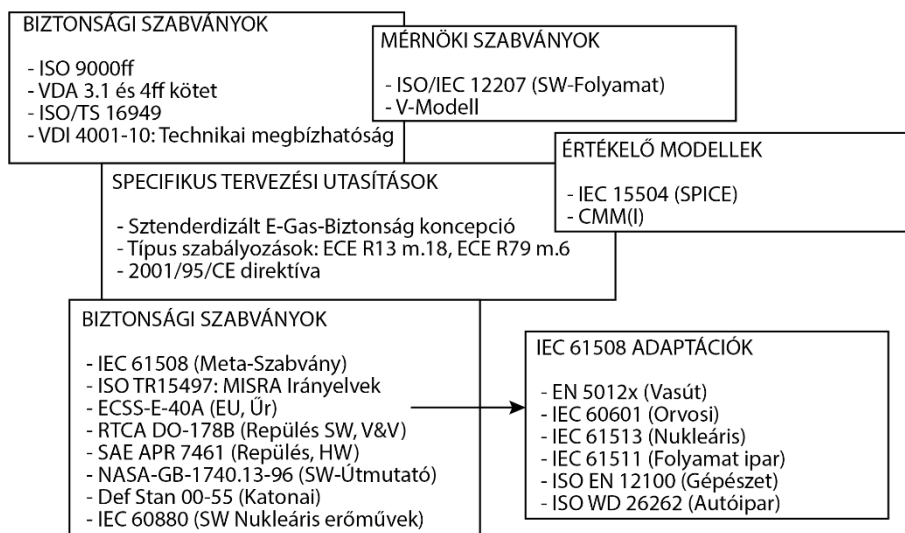 BIZTONSÁGI SZABVÁNYOK
- ISO 9000ff
- VDA 3.1 és 4ff kötet
- ISO/TS 16949
- VDI 4001-10: Technikai megbízhatóság
MÉRNÖKI SZABVÁNYOK
- ISO/IEC 12207 (SW-Folyamat)
- V-Modell
ÉRTÉKELŐ MODELLEK
- IEC 15504 (SPICE)
- CMM(I)
SPECIFIKUS TERVEZÉSI UTASÍTÁSOK
- Sztenderdizált E-Gas-Biztonság koncepció
- Típus szabályozások: ECE R13 m.18, ECE R79 m.6
- 2001/95/CE direktíva
BIZTONSÁGI SZABVÁNYOK
- IEC 61508 (Meta-Szabvány)
- ISO TR15497: MISRA Irányelvek
- ECSS-E-40A (EU, Űr)
- RTCA DO-178B (Repülés SW, V&V)
- SAE APR 7461 (Repülés, HW)
- NASA-GB-1740.13-96 (SW-Útmutató)
- Def Stan 00-55 (Katonai)
- IEC 60880 (SW Nukleáris erőművek)
IEC 61508 ADAPTÁCIÓK
- EN 5012x (Vasút)
- IEC 60601 (Orvosi)
- IEC 61513 (Nukleáris)
- IEC 61511 (Folyamat ipar)
- ISO EN 12100 (Gépészet)
- ISO WD 26262 (Autóipar)